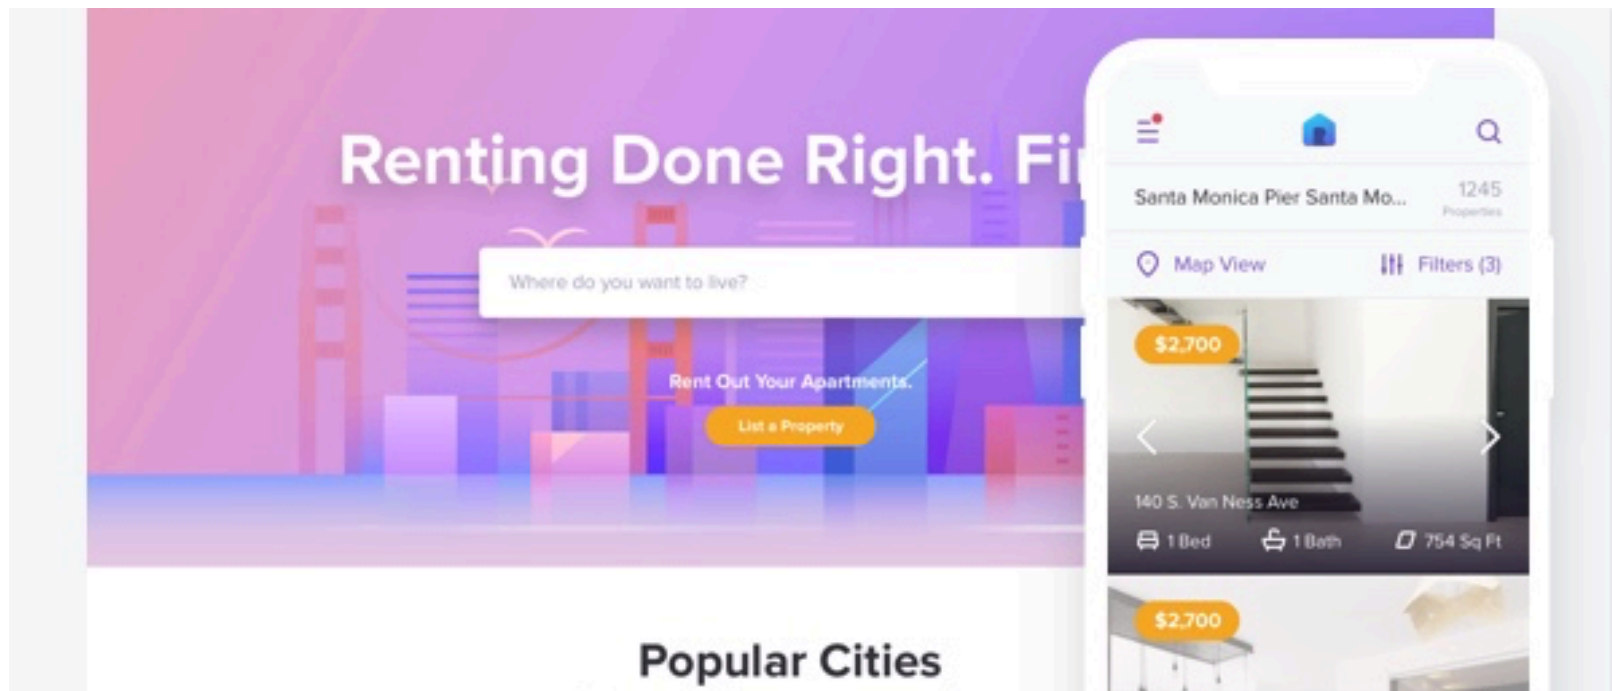 Renting Done Right. Fi
Where do you want to live?
Rent Out Your Apartments.
List a Property
Popular Cities
Santa Monica Pier Santa Mo...
1245
Properties
Map View
Filters (3)
$2,700
140 S. Van Ness Ave
1 Bed
1 Bath
754 Sq Ft
$2,700